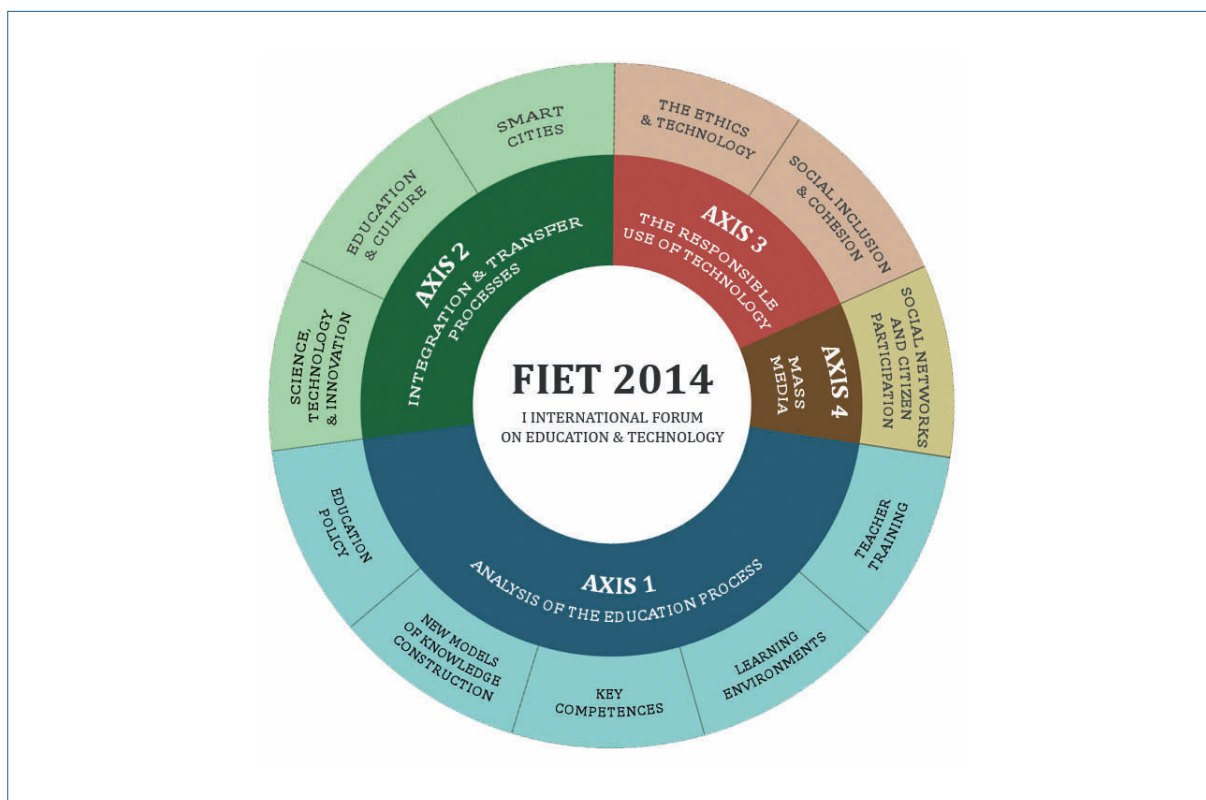 FIET 2014
I INTERNATIONAL FORUM
ON EDUCATION & TECHNOLOGY
AXIS 1
ANALYSIS OF THE EDUCATION PROCESS
EDUCATION
POLICY
NEW MODELS
OF KNOWLEDGE
CONSTRUCTION
KEY
COMPETENCES
LEARNING
ENVIRONMENTS
TEACHER
TRAINING
AXIS 2
INTEGRATION & TRANSFER
PROCESSES
SCIENCE,
TECHNOLOGY
& INNOVATION
EDUCATION
& CULTURE
SMART
CITIES
AXIS 3
THE RESPONSIBLE
USE OF TECHNOLOGY
THE ETHICS
& TECHNOLOGY
SOCIAL INCLUSION
& COHESION
AXIS 4
MASS
MEDIA
SOCIAL NETWORKS
AND CITIZEN
PARTICIPATION